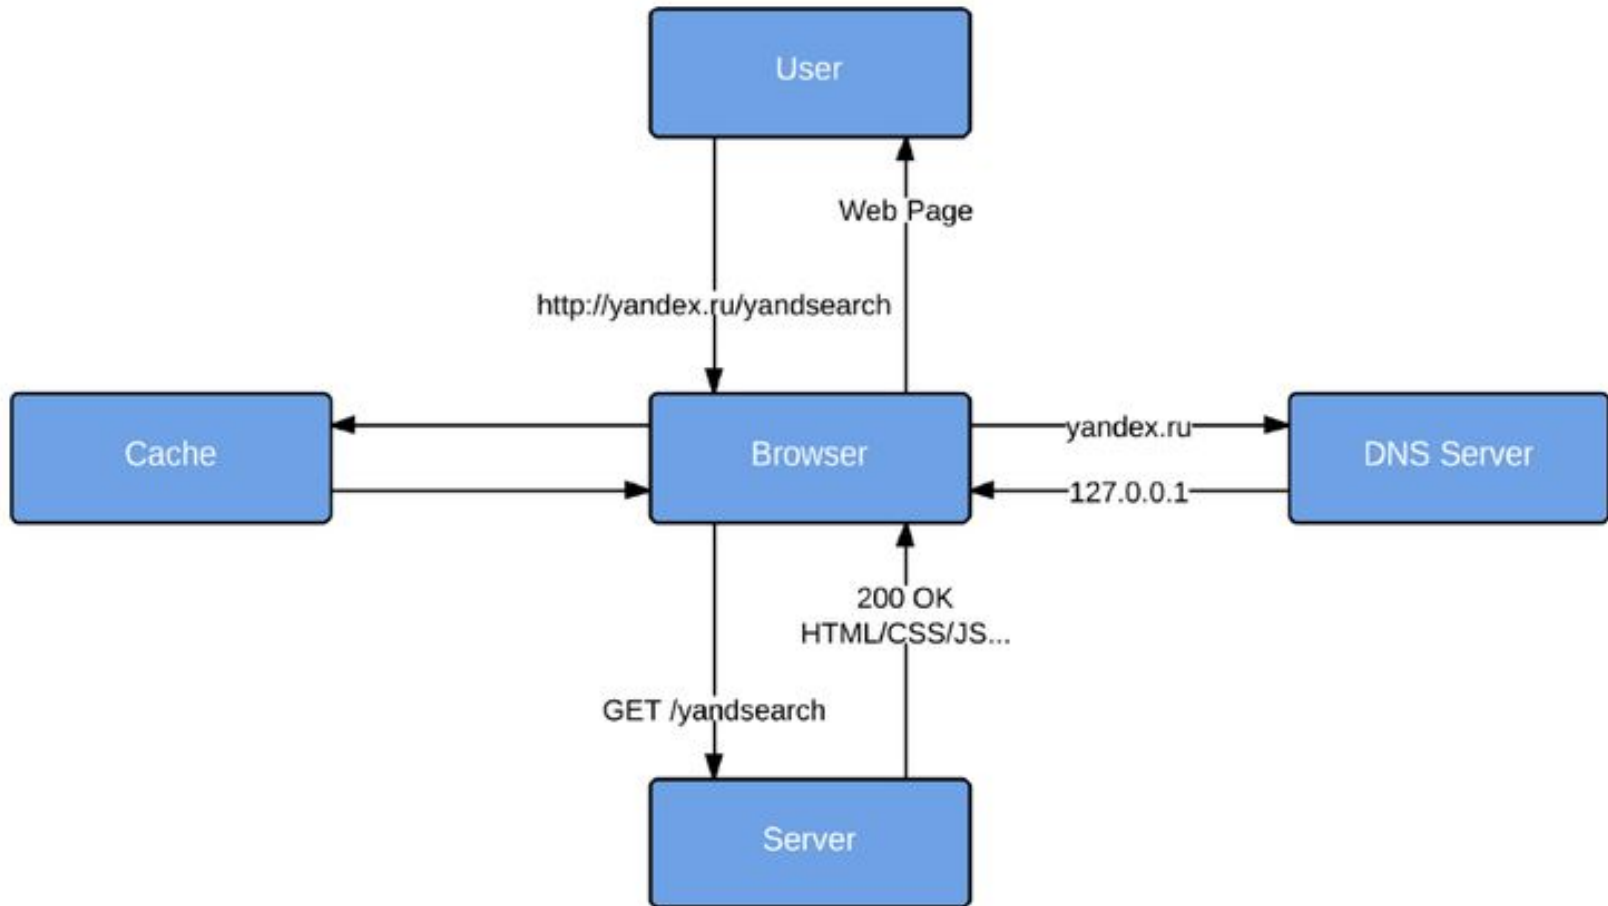 User
Web Page
http://yandex.ru/yandsearch
Cache
Browser
yandex.ru
127.0.0.1
DNS Server
200 OK
HTML/CSS/JS...
GET /yandsearch
Server